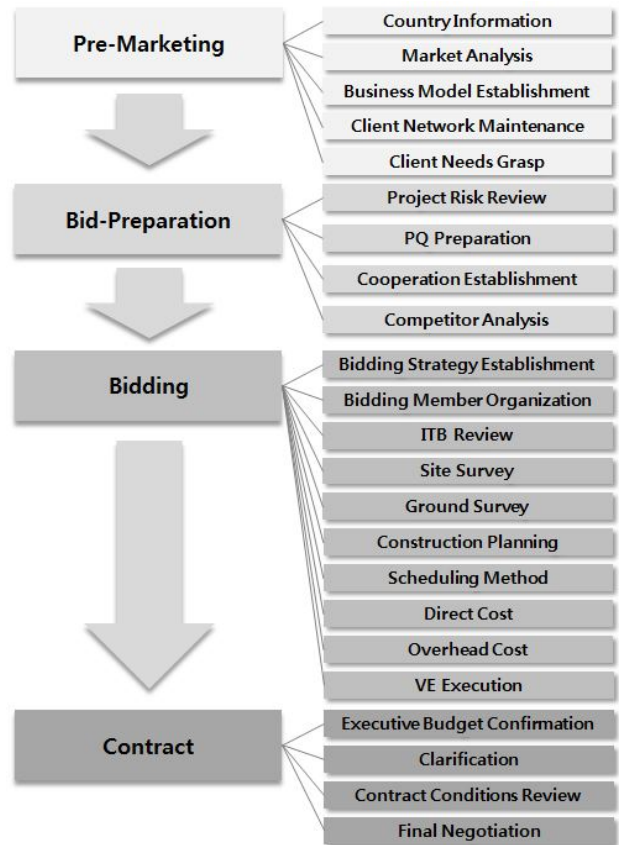 Pre-Marketing
Country Information
Market Analysis
Business Model Establishment
Client Network Maintenance
Client Needs Grasp
Bid-Preparation
Project Risk Review
PQ Preparation
Cooperation Establishment
Competitor Analysis
Bidding
Bidding Strategy Establishment
Bidding Member Organization
ITB Review
Site Survey
Ground Survey
Construction Planning
Scheduling Method
Direct Cost
Overhead Cost
VE Execution
Contract
Executive Budget Confirmation
Clarification
Contract Conditions Review
Final Negotiation